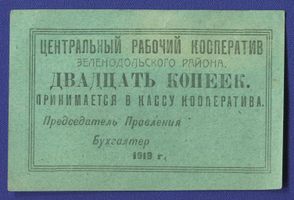 ЦЕНТРАЛЬНЫЙ РАБОЧИЙ КООПЕРАТИВ
ЗЕЛЕНОДОЛЬСКОГО РАЙОНА.
ДВАДЦАТЬ КОПЕЕК.
ПРИНИМАЕТСЯ В КАССУ КООПЕРАТИВА.
Председатель Правления
Бухгалтер
1919 г.